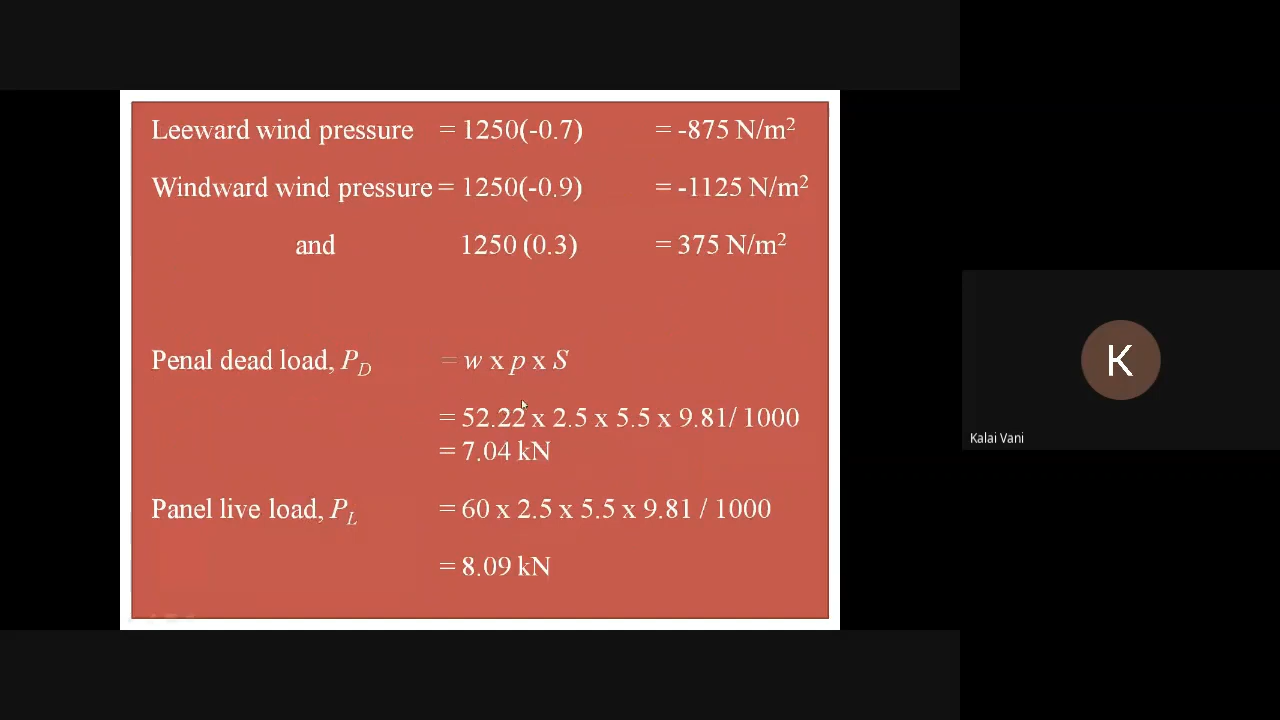 Leeward wind pressure = 1250(-0.7) = -875 N/m²
Windward wind pressure = 1250(-0.9) = -1125 N/m²
and 1250 (0.3) = 375 N/m²
Penal dead load, P_D = w x p x S
= 52.22 x 2.5 x 5.5 x 9.81/ 1000
= 7.04 kN
Panel live load, P_L = 60 x 2.5 x 5.5 x 9.81 / 1000
= 8.09 kN
K
Kalai Vani